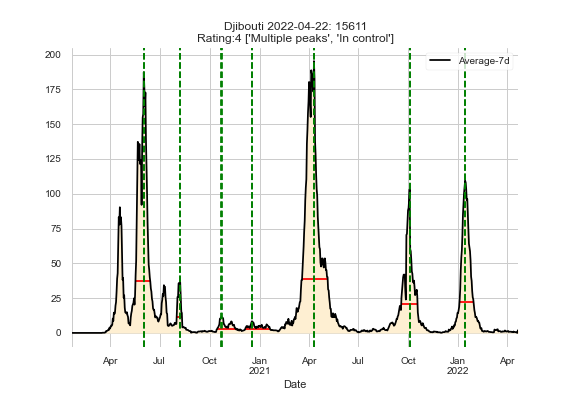 Djibouti 2022-04-22: 15611
Rating:4 ['Multiple peaks', 'In control']
Average-7d
200
175
150
125
100
75
50
25
0
Apr Jul Oct Jan Apr Jul Oct Jan Apr
2021 2022
Date